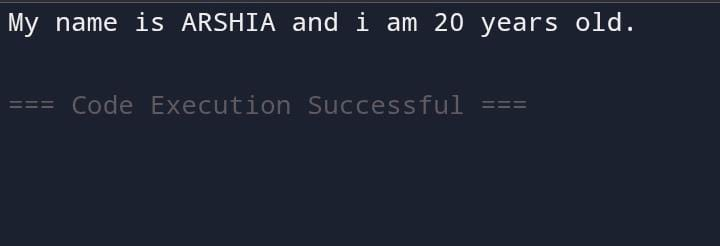 My name is ARSHIA and i am 20 years old.
=== Code Execution Successful ===